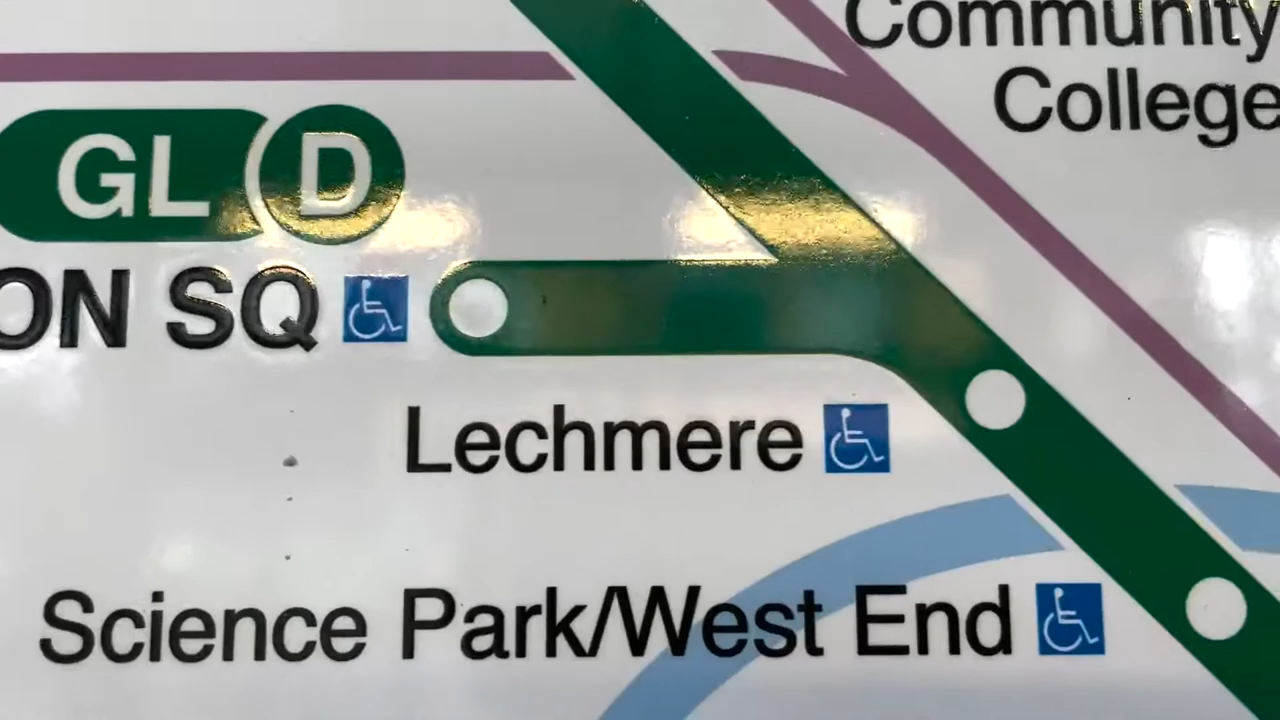 Community
College
GL D
ON SQ
Lechmere
Science Park/West End